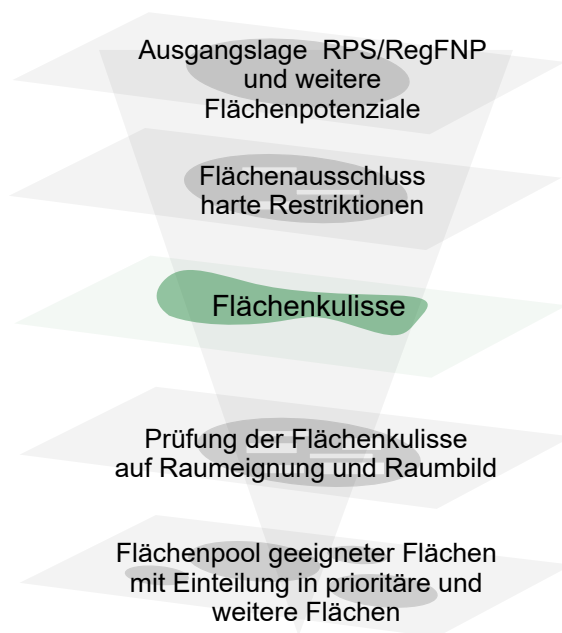 Ausgangslage RPS/RegFNP
und weitere
Flächenpotenziale
Flächenausschluss
harte Restriktionen
Flächenkulisse
Prüfung der Flächenkulisse
auf Raumeignung und Raumbild
Flächenpool geeigneter Flächen
mit Einteilung in prioritäre und
weitere Flächen